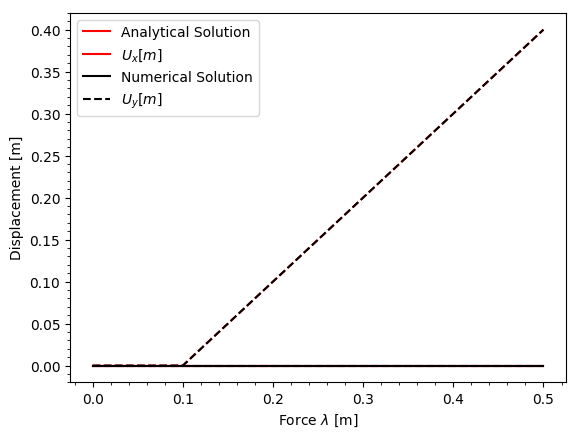 Analytical Solution
U_x[m]
Numerical Solution
U_y[m]
Displacement [m]
0.40
0.35
0.30
0.25
0.20
0.15
0.10
0.05
0.00
0.0 0.1 0.2 0.3 0.4 0.5
Force λ [m]